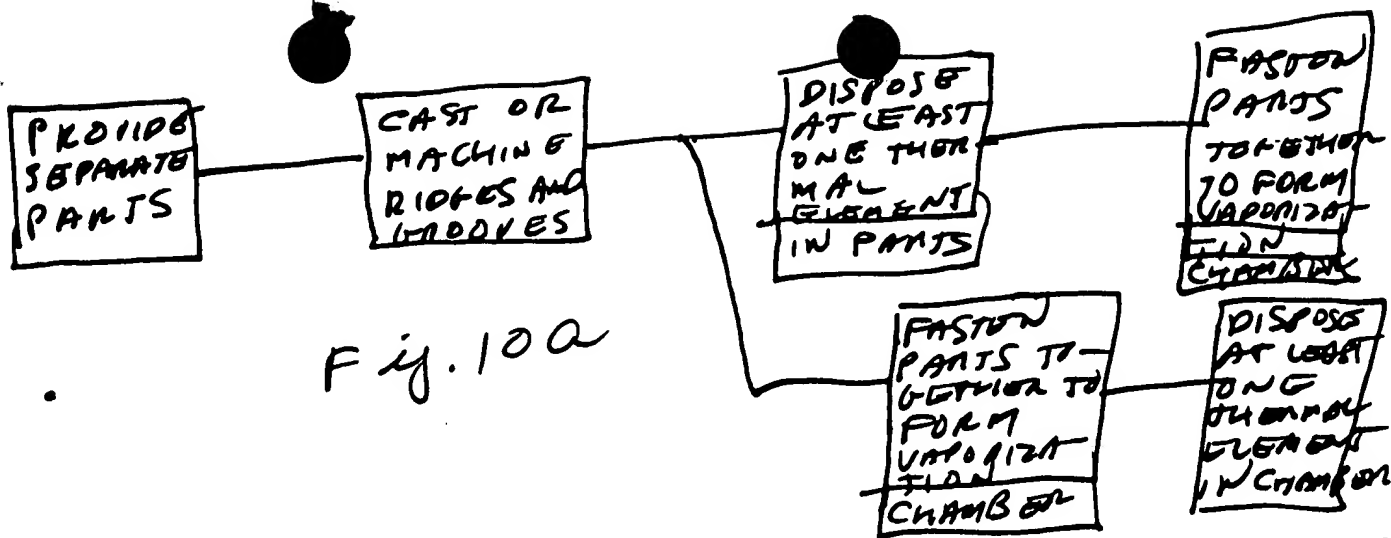 PROVIDE
SEPARATE
PARTS
CAST OR
MACHINE
RIDGES AND
GROOVES
DISPOSE
AT LEAST
ONE THER
MAL
ELEMENT
IN PARTS
FASTEN
PARTS
TOGETHER
TO FORM
VAPORIZAT
TION
CHAMBER
FASTEN
PARTS TO-
GETHER TO
FORM
VAPORIZAT
TION
CHAMBER
DISPOSE
AT LEAST
ONE
THERMAL
ELEMENT
IN CHAMBER
Fig. 10a